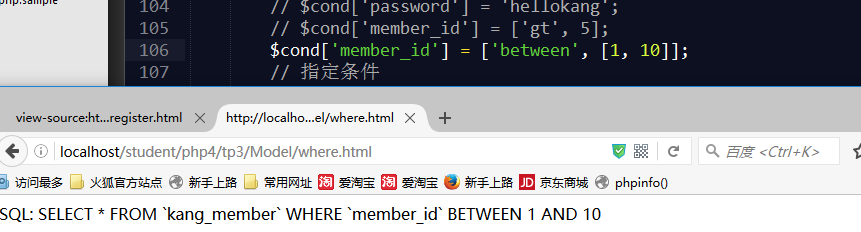 php.sample
104 // $cond['password'] = 'hellokang';
105 // $cond['member_id'] = ['gt', 5];
106 $cond['member_id'] = ['between', [1, 10]];
107 // 指定条件
view-source:ht...register.html http://localho...el/where.html
localhost/student/php4/tp3/Model/where.html 百度 <Ctrl+K>
访问最多 火狐官方站点 新手上路 常用网址 淘 爱淘宝 淘 爱淘宝 新手上路 JD 京东商城 phpinfo()
SQL: SELECT * FROM `kang_member` WHERE `member_id` BETWEEN 1 AND 10